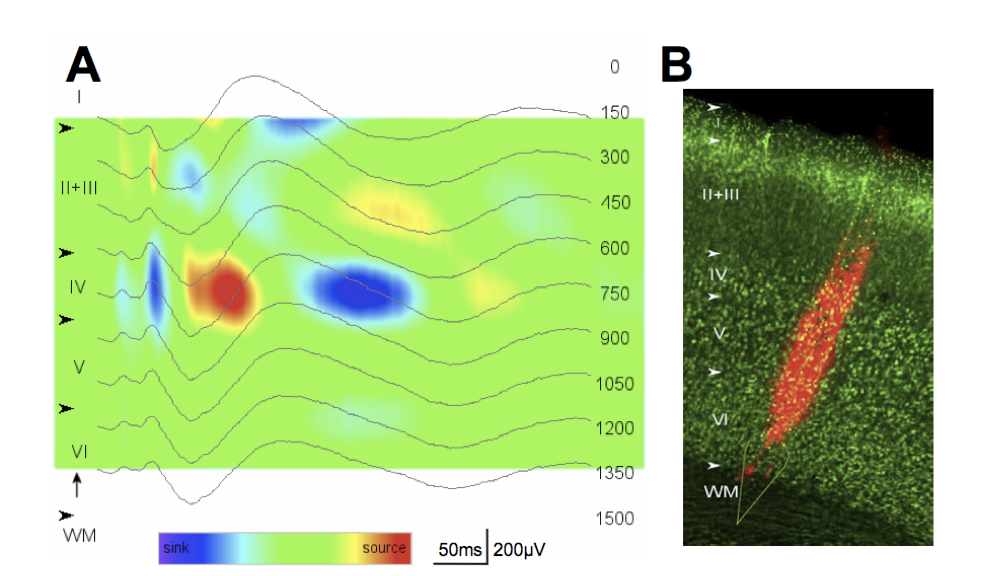 A
I
II+III
IV
V
VI
WM
0
150
300
450
600
750
900
1050
1200
1350
1500
sink source
50ms 200µV
B
I
II+III
IV
V
VI
WM